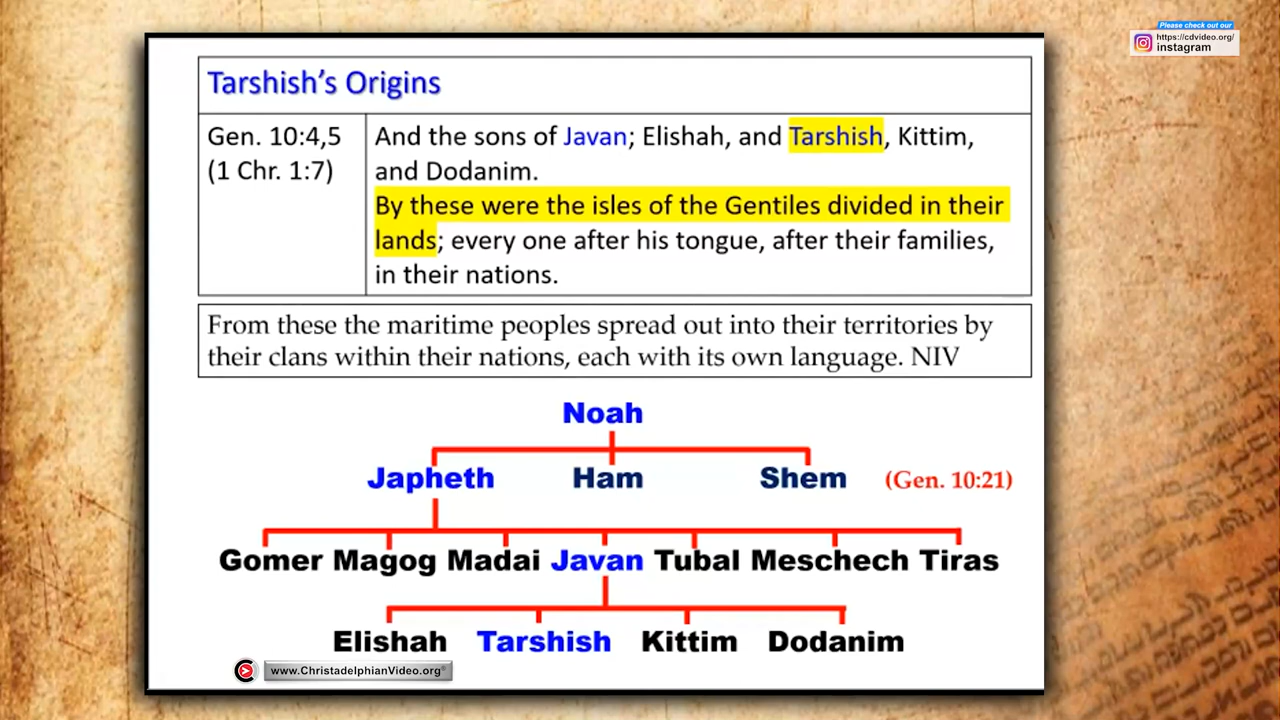 Please check out our
https://cdvideo.org/
instagram
Tarshish's Origins
Gen. 10:4,5
(1 Chr. 1:7)
And the sons of Javan; Elishah, and Tarshish, Kittim,
and Dodanim.
By these were the isles of the Gentiles divided in their
lands; every one after his tongue, after their families,
in their nations.
From these the maritime peoples spread out into their territories by
their clans within their nations, each with its own language. NIV
Noah
Japheth Ham Shem (Gen. 10:21)
Gomer Magog Madai Javan Tubal Meschech Tiras
Elishah Tarshish Kittim Dodanim
www.ChristadelphianVideo.org